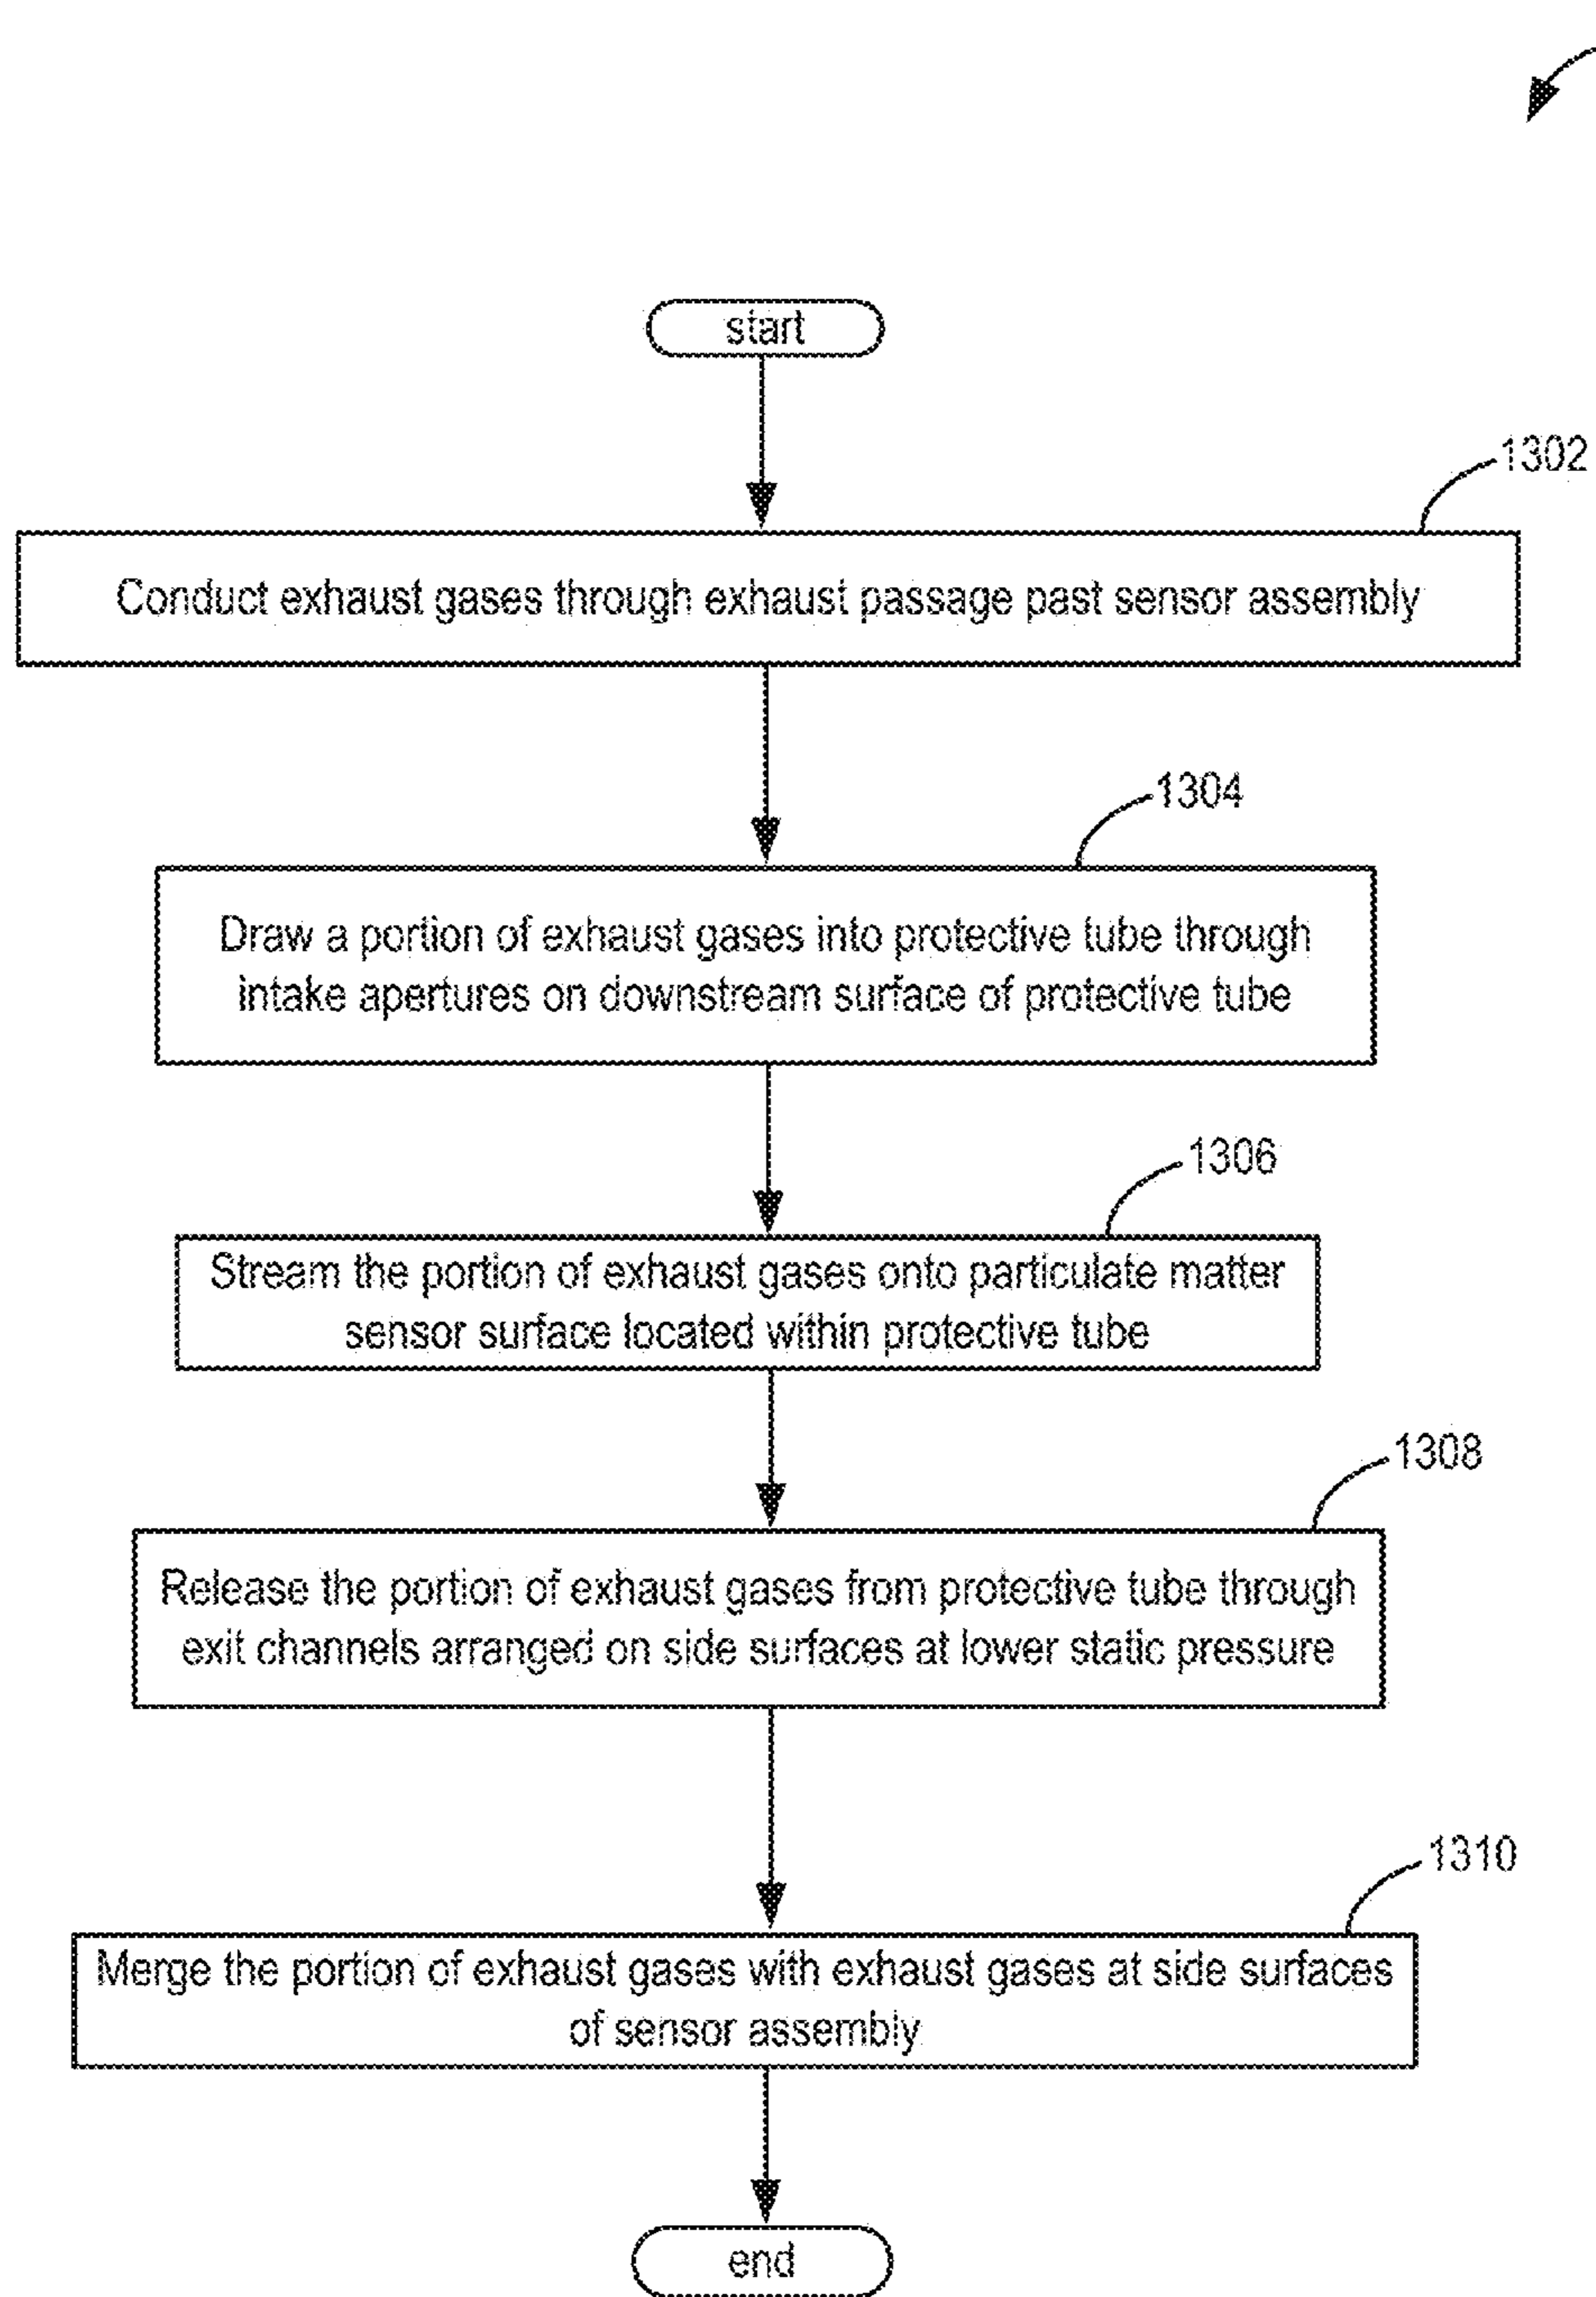 start
1302
Conduct exhaust gases through exhaust passage past sensor assembly
1304
Draw a portion of exhaust gases into protective tube through
intake apertures on downstream surface of protective tube
1306
Stream the portion of exhaust gases onto particulate matter
sensor surface located within protective tube
1308
Release the portion of exhaust gases from protective tube through
exit channels arranged on side surfaces at lower static pressure
1310
Merge the portion of exhaust gases with exhaust gases at side surfaces
of sensor assembly
end